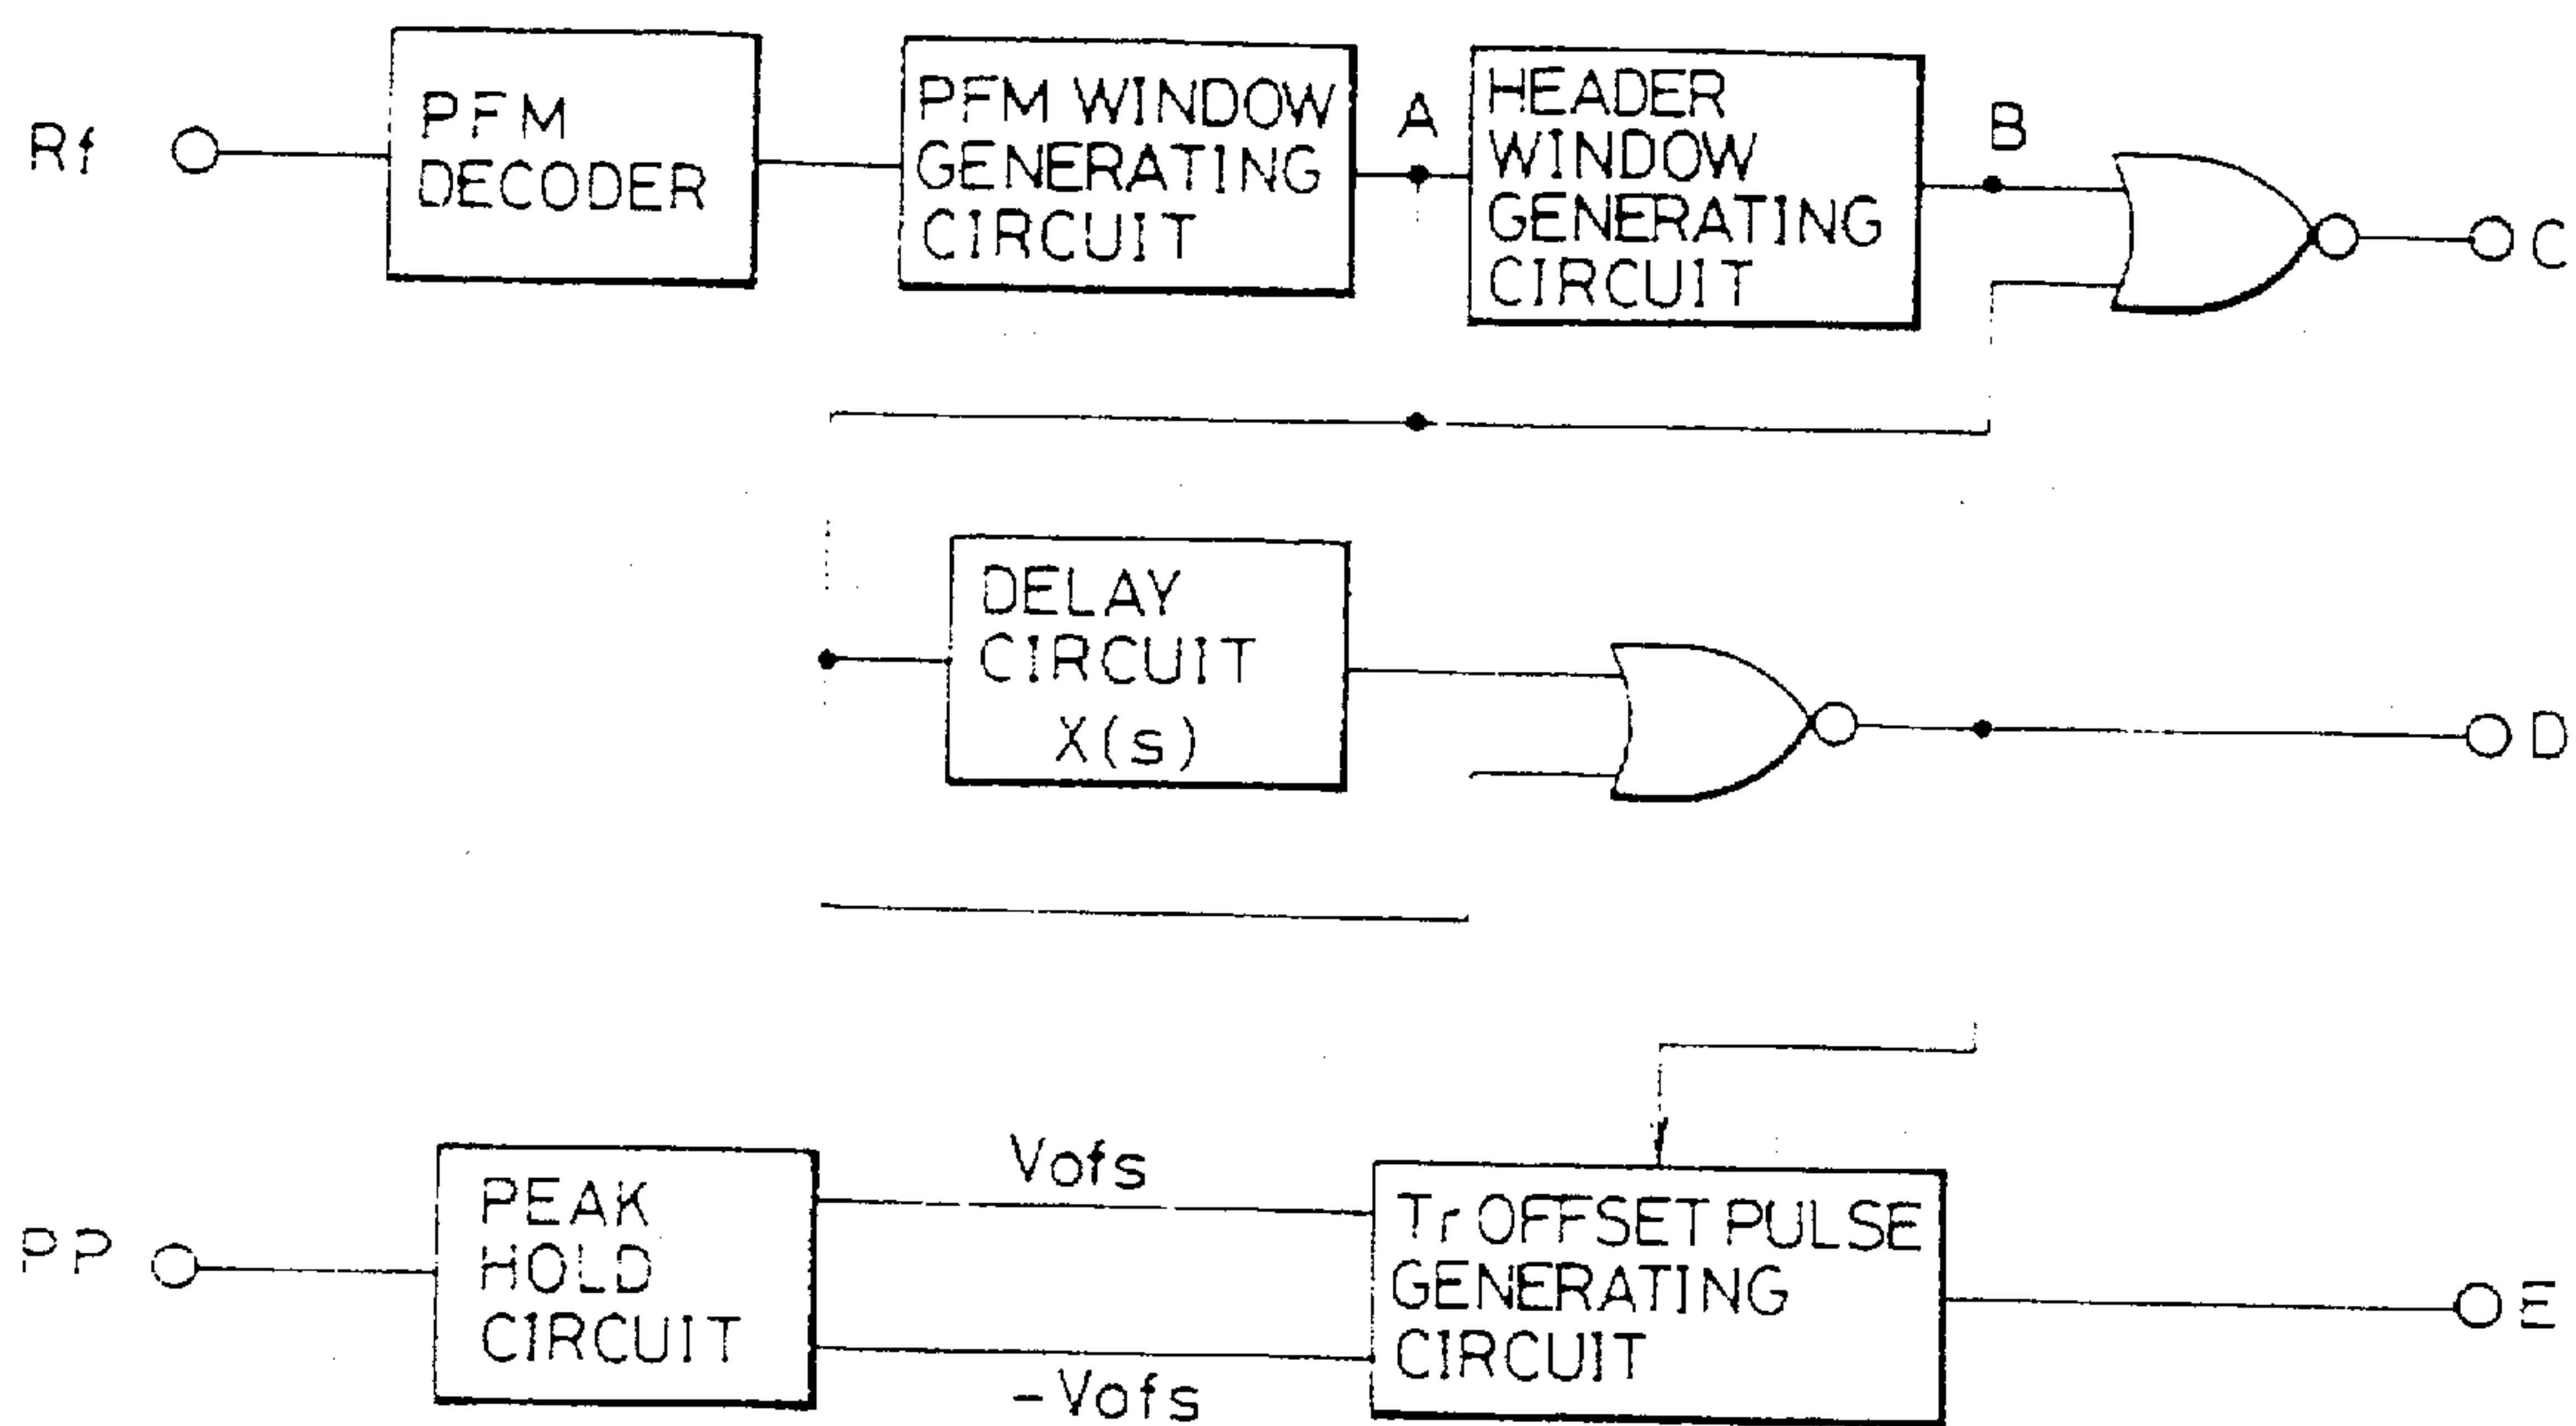 Rf
PFM
DECODER
PFM WINDOW
GENERATING
CIRCUIT
A
HEADER
WINDOW
GENERATING
CIRCUIT
B
C
DELAY
CIRCUIT
X(s)
D
PP
PEAK
HOLD
CIRCUIT
Vofs
-Vofs
Tr OFFSET PULSE
GENERATING
CIRCUIT
E